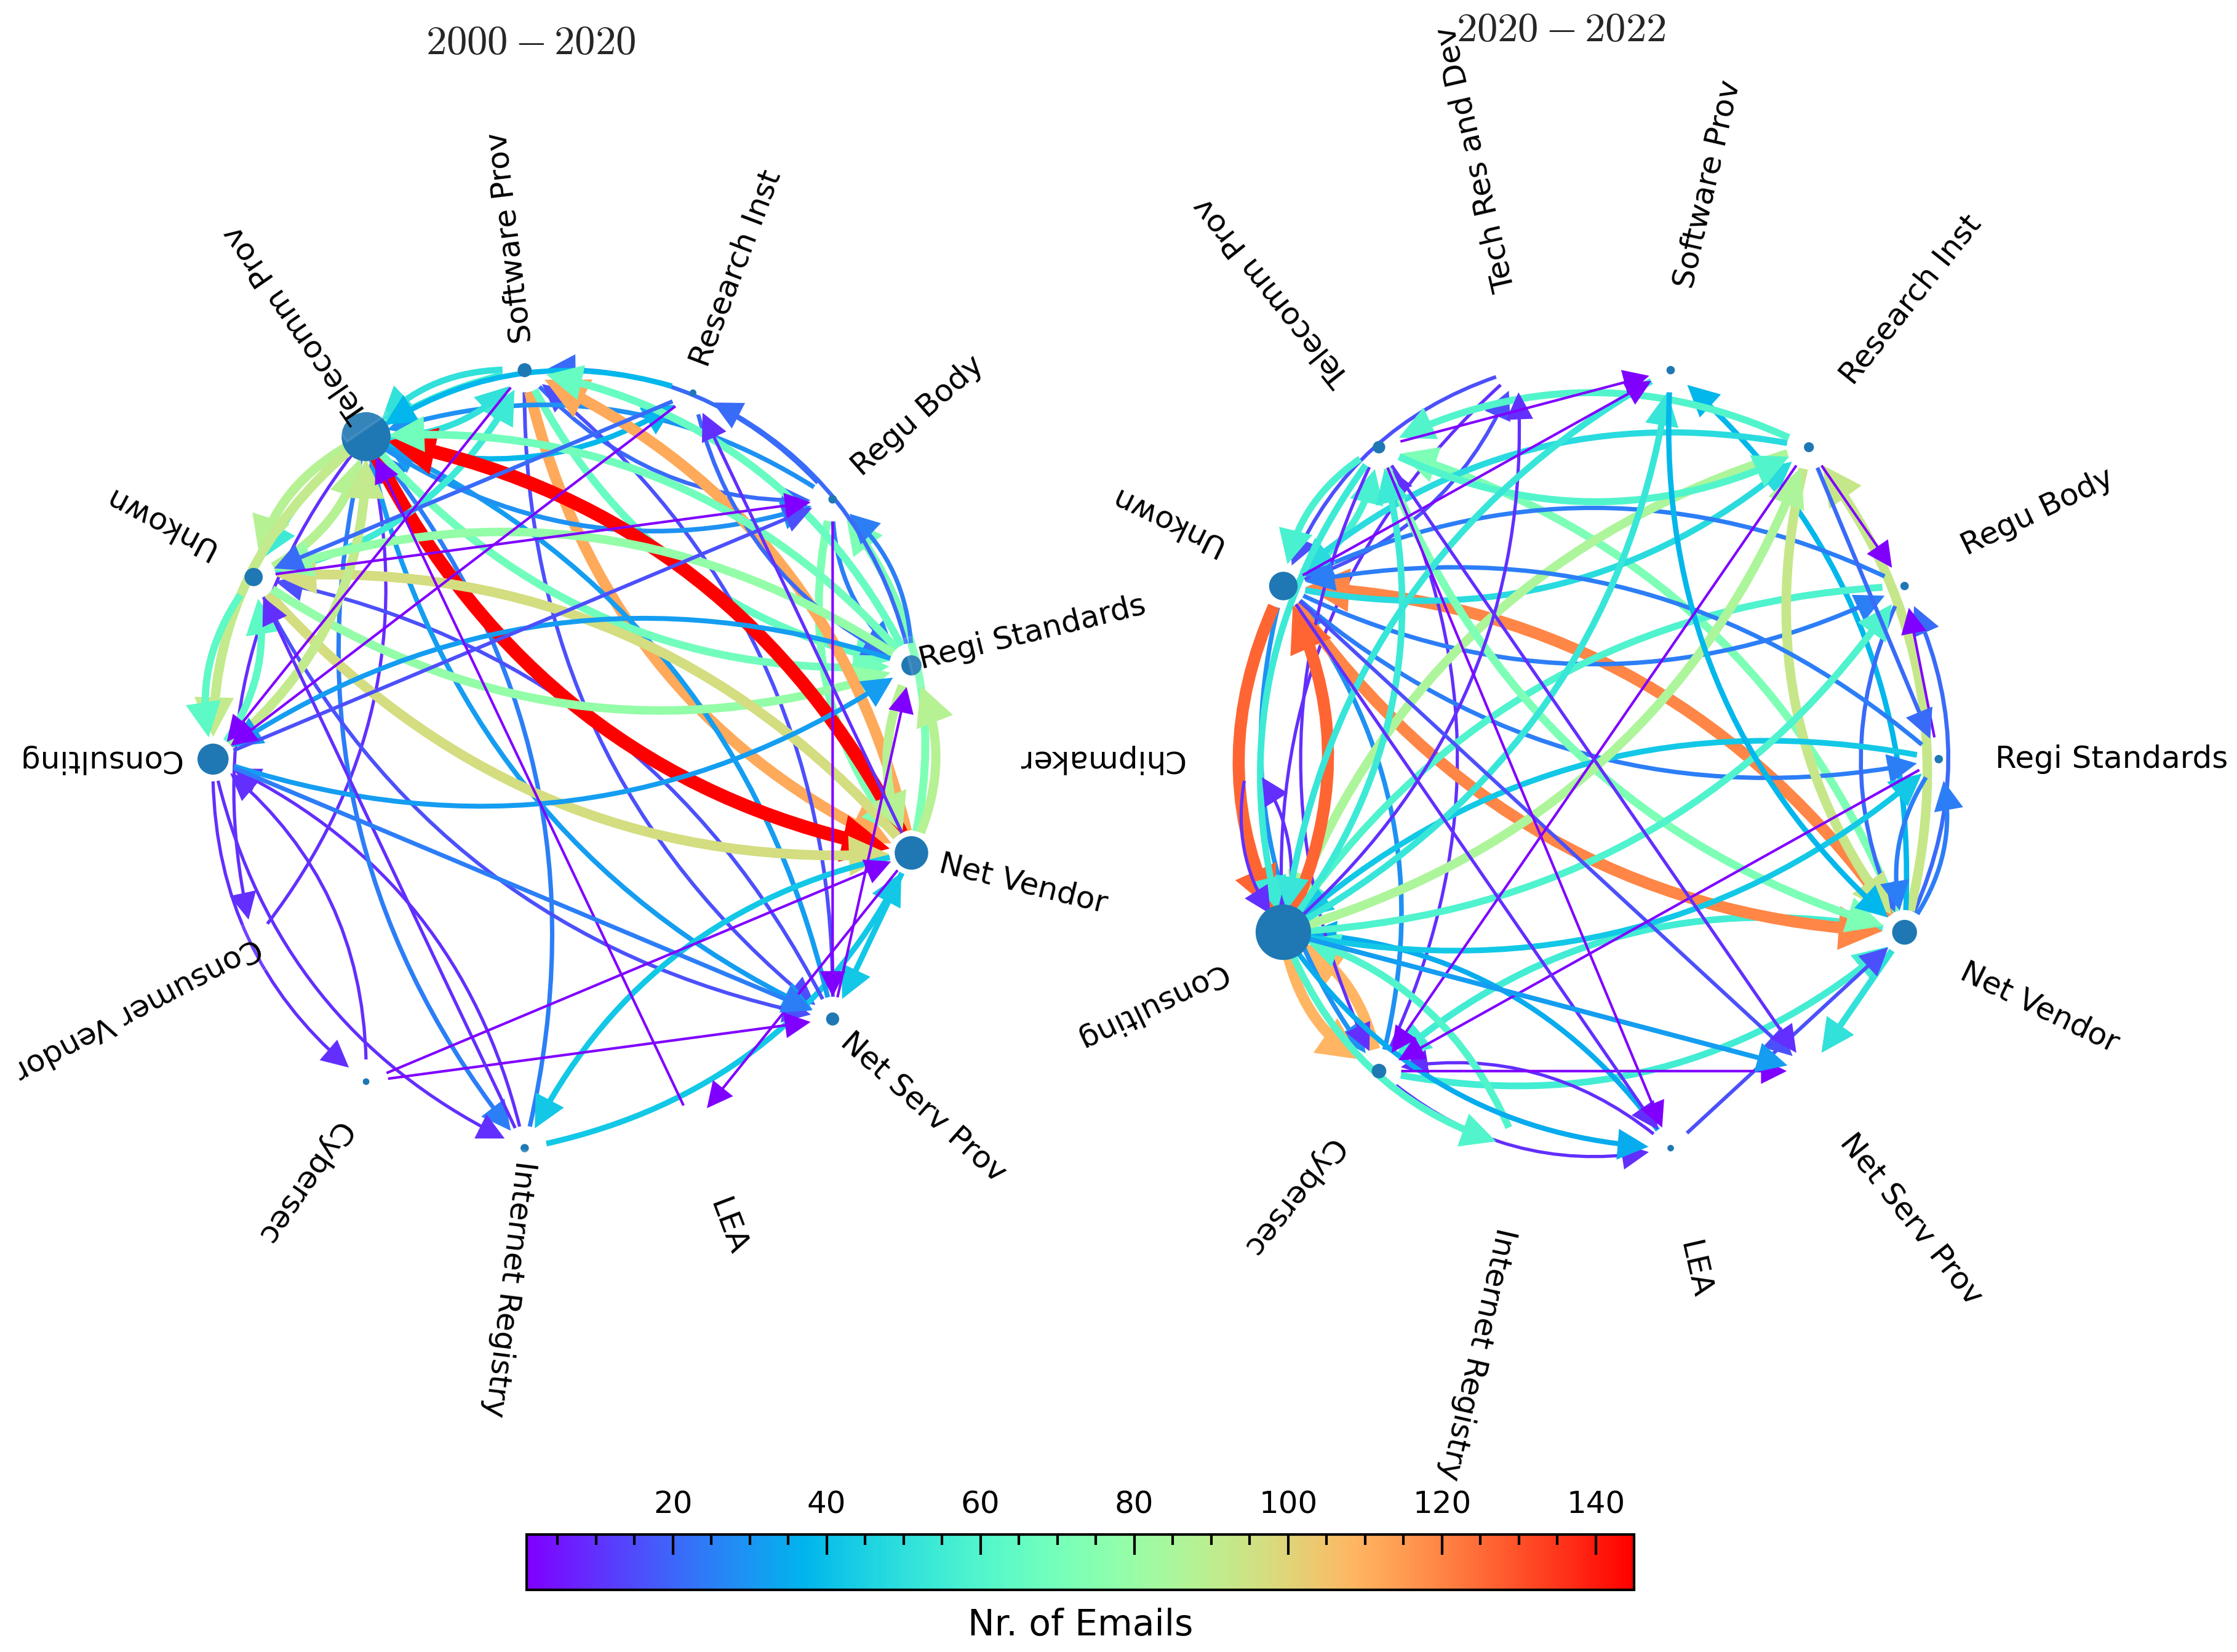 2000 – 2020
Software Prov
Research Inst
Telecomm Prov
Regu Body
Unkown
Regi Standards
Consulting
Net Vendor
Consumer Vendor
Net Serv Prov
Cybersec
LEA
Internet Registry
2020 – 2022
Tech Res and Dev
Software Prov
Telecomm Prov
Research Inst
Unkown
Regu Body
Chipmaker
Regi Standards
Consulting
Net Vendor
Cybersec
Net Serv Prov
Internet Registry
LEA
20 40 60 80 100 120 140
Nr. of Emails